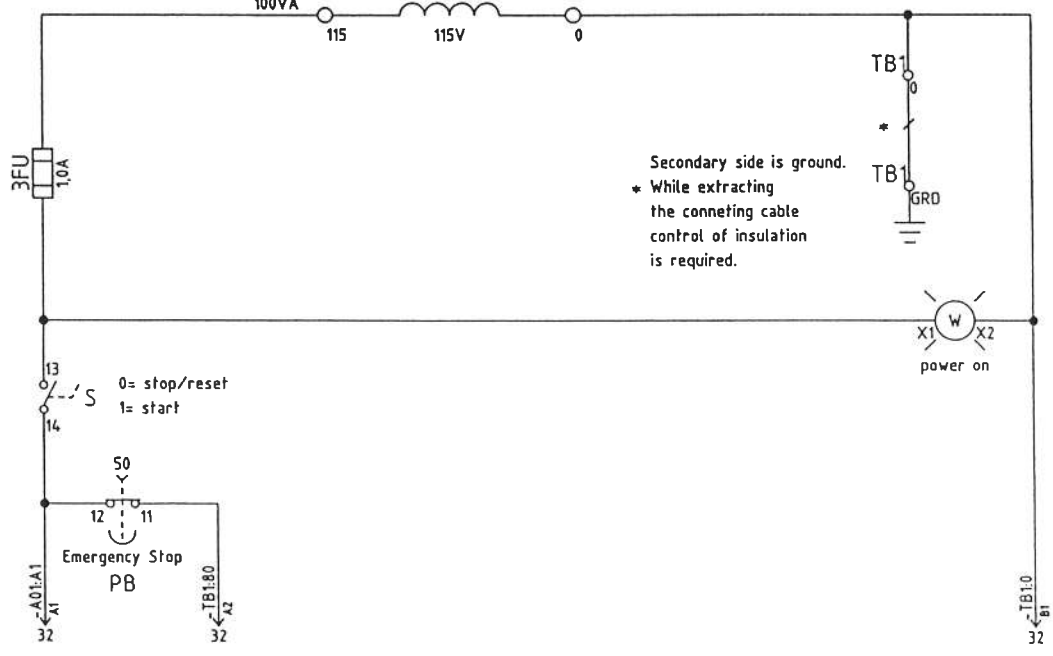 100VA
115
115V
0
TB1
0
*
3FU
1,0A
Secondary side is ground.
* While extracting
the conneting cable
control of insulation
is required.
TB1
GRD
W
X1
X2
power on
13
S
0= stop/reset
1= start
14
S0
12
11
Emergency Stop
PB
-A01:A1
A1
32
-TB1:80
A2
32
-TB1:0
B1
32